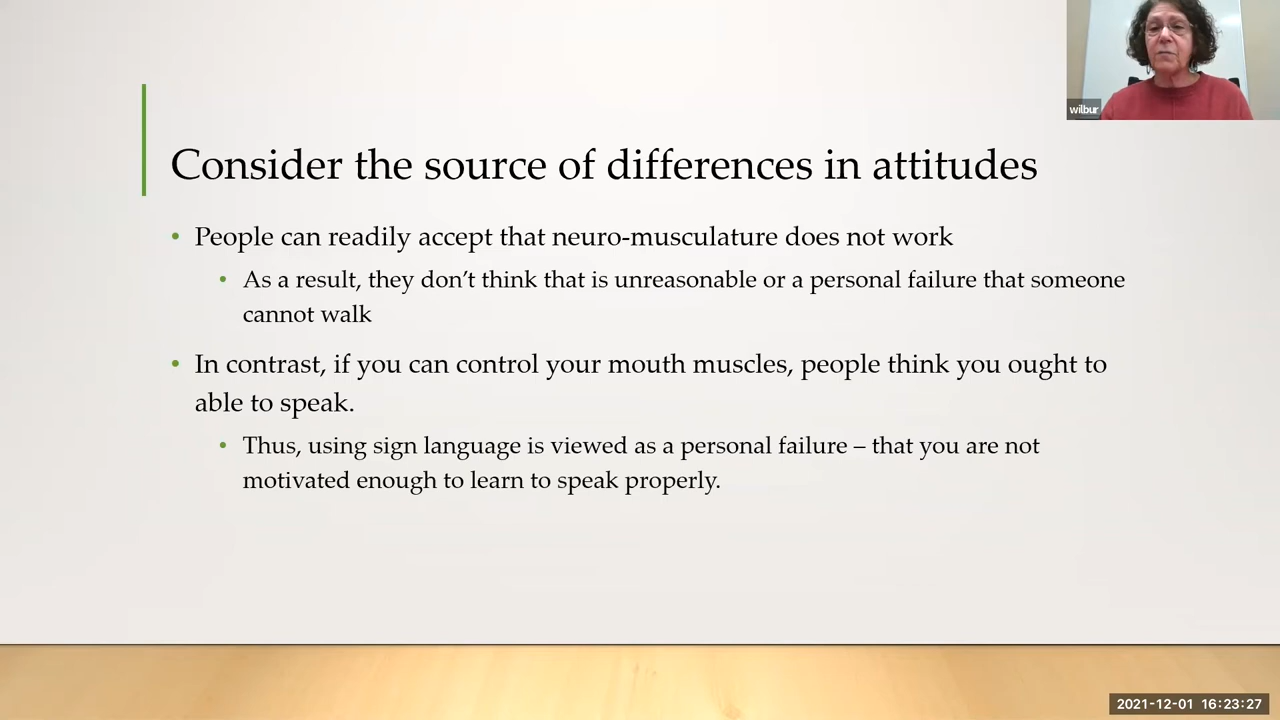 wilbur
Consider the source of differences in attitudes
• People can readily accept that neuro-musculature does not work
• As a result, they don’t think that is unreasonable or a personal failure that someone
cannot walk
• In contrast, if you can control your mouth muscles, people think you ought to
able to speak.
• Thus, using sign language is viewed as a personal failure – that you are not
motivated enough to learn to speak properly.
2021-12-01 16:23:27